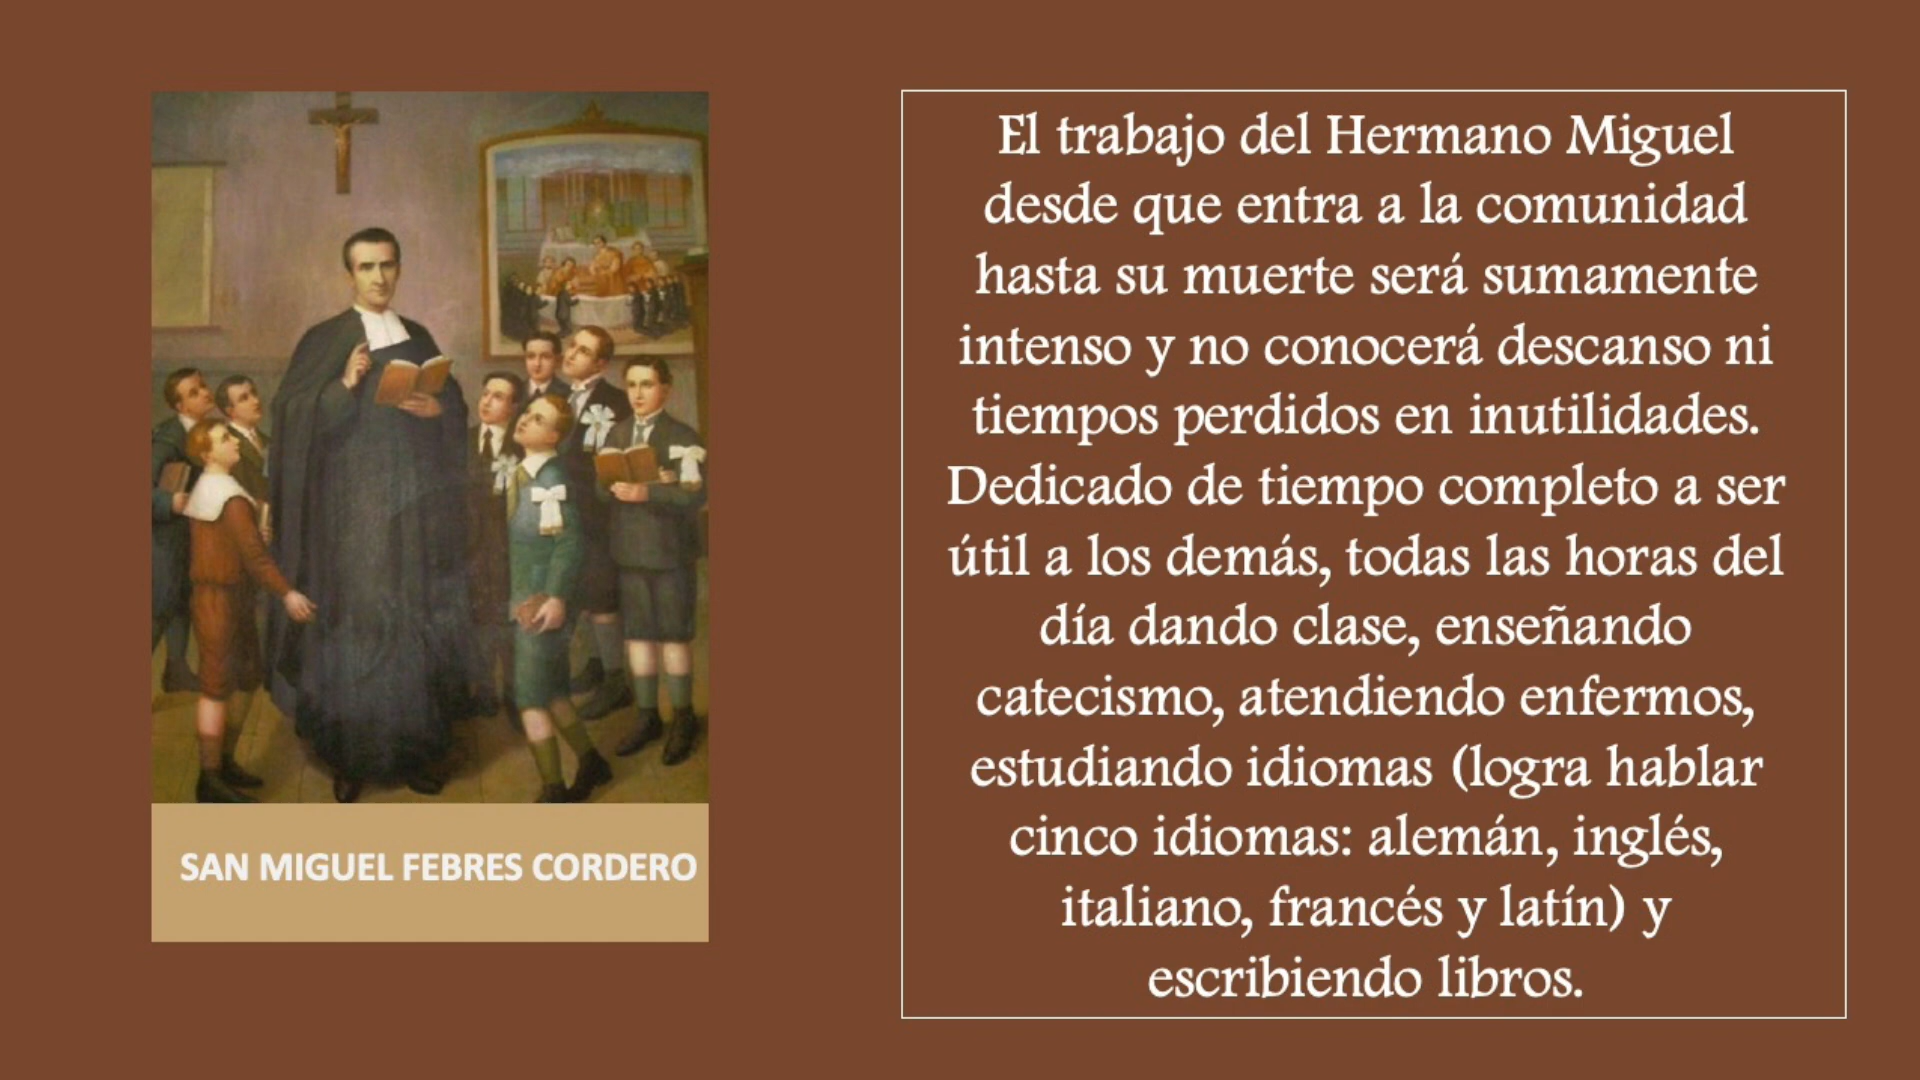 SAN MIGUEL FEBRES CORDERO
El trabajo del Hermano Miguel
desde que entra a la comunidad
hasta su muerte será sumamente
intenso y no conocerá descanso ni
tiempos perdidos en inutilidades.
Dedicado de tiempo completo a ser
útil a los demás, todas las horas del
día dando clase, enseñando
catecismo, atendiendo enfermos,
estudiando idiomas (logra hablar
cinco idiomas: alemán, inglés,
italiano, francés y latín) y
escribiendo libros.